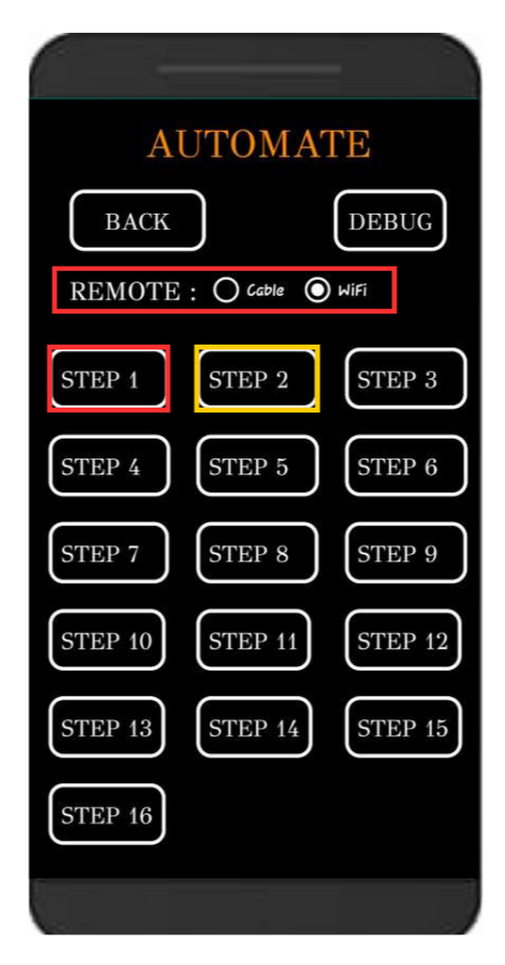 AUTOMATE
BACK DEBUG
REMOTE : Cable WiFi
STEP 1 STEP 2 STEP 3
STEP 4 STEP 5 STEP 6
STEP 7 STEP 8 STEP 9
STEP 10 STEP 11 STEP 12
STEP 13 STEP 14 STEP 15
STEP 16